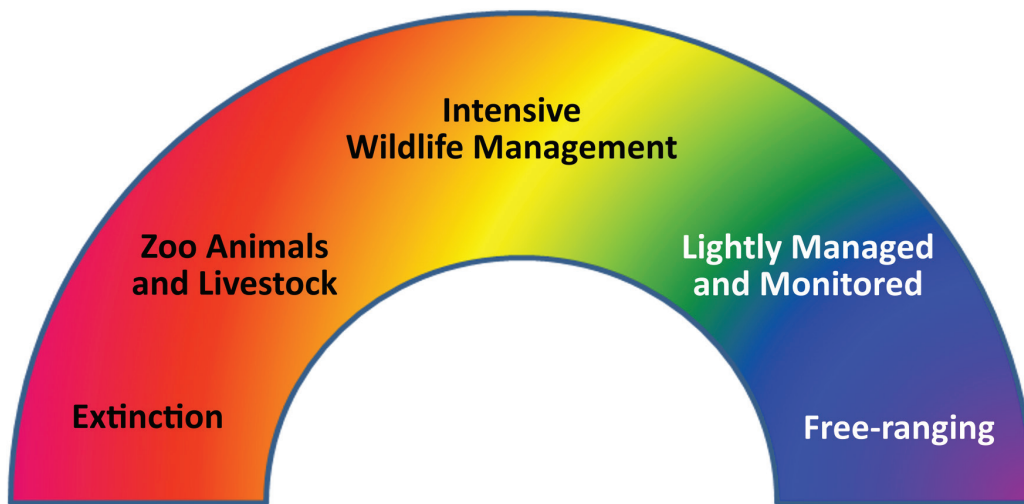 Intensive
Wildlife Management
Zoo Animals
and Livestock
Lightly Managed
and Monitored
Extinction
Free-ranging